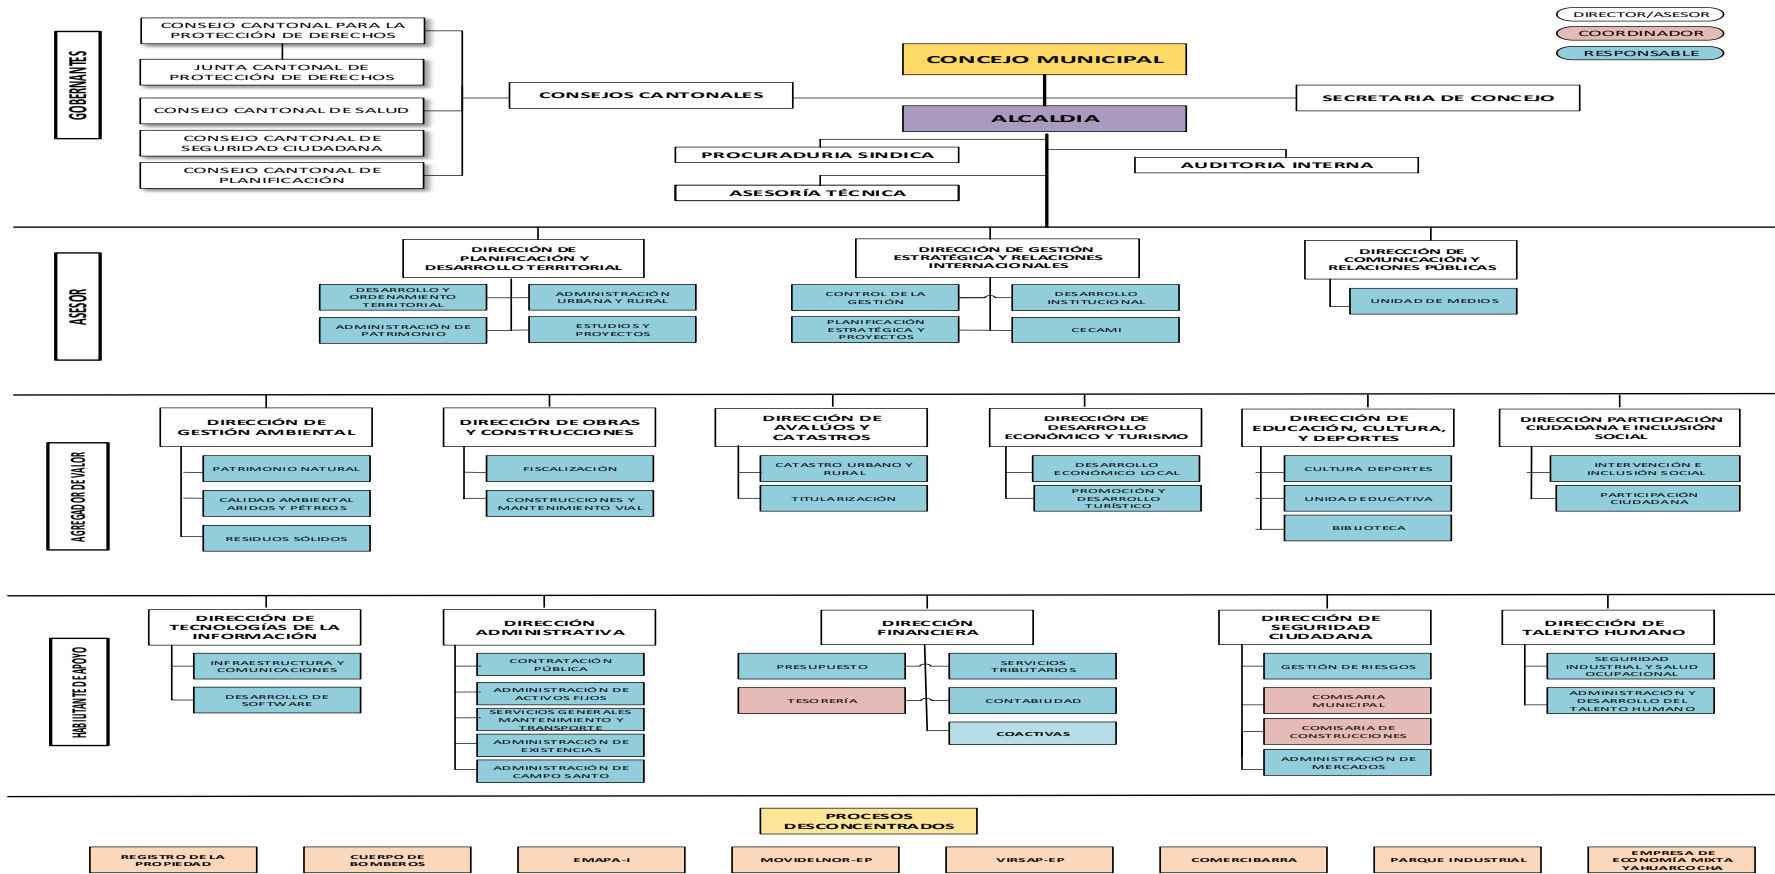 DIRECTOR/ASESOR
COORDINADOR
RESPONSABLE
GOBERNANTES
CONSEJO CANTONAL PARA LA
PROTECCIÓN DE DERECHOS
JUNTA CANTONAL DE
PROTECCIÓN DE DERECHOS
CONSEJO CANTONAL DE SALUD
CONSEJO CANTONAL DE
SEGURIDAD CIUDADANA
CONSEJO CANTONAL DE
PLANIFICACIÓN
CONSEJOS CANTONALES
CONCEJO MUNICIPAL
SECRETARIA DE CONCEJO
ALCALDIA
PROCURADURIA SINDICA
AUDITORIA INTERNA
ASESORÍA TÉCNICA
ASESOR
DIRECCIÓN DE
PLANIFICACIÓN Y
DESARROLLO TERRITORIAL
DESARROLLO Y
ORDENAMIENTO
TERRITORIAL
ADMINISTRACIÓN
URBANA Y RURAL
ADMINISTRACIÓN DE
PATRIMONIO
ESTUDIOS Y
PROYECTOS
DIRECCIÓN DE GESTIÓN
ESTRATÉGICA Y RELACIONES
INTERNACIONALES
CONTROL DE LA
GESTIÓN
DESARROLLO
INSTITUCIONAL
PLANIFICACIÓN
ESTRATÉGICA Y
PROYECTOS
CECAMI
DIRECCIÓN DE
COMUNICACIÓN Y
RELACIONES PÚBLICAS
UNIDAD DE MEDIOS
AGREGADOR DE VALOR
DIRECCIÓN DE
GESTIÓN AMBIENTAL
PATRIMONIO NATURAL
CALIDAD AMBIENTAL
ARIDOS Y PÉTREOS
RESIDUOS SÓLIDOS
DIRECCIÓN DE OBRAS
Y CONSTRUCCIONES
FISCALIZACIÓN
CONSTRUCCIONES Y
MANTENIMIENTO VIAL
DIRECCIÓN DE
AVALÚOS Y
CATASTROS
CATASTRO URBANO Y
RURAL
TITULARIZACIÓN
DIRECCIÓN DE
DESARROLLO
ECONÓMICO Y TURISMO
DESARROLLO
ECONÓMICO LOCAL
PROMOCIÓN Y
DESARROLLO
TURÍSTICO
DIRECCIÓN DE
EDUCACIÓN, CULTURA,
Y DEPORTES
CULTURA DEPORTES
UNIDAD EDUCATIVA
BIBLIOTECA
DIRECCIÓN PARTICIPACIÓN
CIUDADANA E INCLUSIÓN
SOCIAL
INTERVENCIÓN E
INCLUSIÓN SOCIAL
PARTICIPACIÓN
CIUDADANA
HABILITANTE DE APOYO
DIRECCIÓN DE
TECNOLOGÍAS DE LA
INFORMACIÓN
INFRAESTRUCTURA Y
COMUNICACIONES
DESARROLLO DE
SOFTWARE
DIRECCIÓN
ADMINISTRATIVA
CONTRATACIÓN
PÚBLICA
ADMINISTRACIÓN DE
ACTIVOS FIJOS
SERVICIOS GENERALES
MANTENIMIENTO Y
TRANSPORTE
ADMINISTRACIÓN DE
EXISTENCIAS
ADMINISTRACIÓN DE
CAMPO SANTO
DIRECCIÓN
FINANCIERA
PRESUPUESTO
SERVICIOS
TRIBUTARIOS
TESORERÍA
CONTABILIDAD
COACTIVAS
DIRECCIÓN DE
SEGURIDAD
CIUDADANA
GESTIÓN DE RIESGOS
COMISARIA
MUNICIPAL
COMISARIA DE
CONSTRUCCIONES
ADMINISTRACIÓN DE
MERCADOS
DIRECCIÓN DE
TALENTO HUMANO
SEGURIDAD
INDUSTRIAL Y SALUD
OCUPACIONAL
ADMINISTRACIÓN Y
DESARROLLO DEL
TALENTO HUMANO
PROCESOS
DESCONCENTRADOS
REGISTRO DE LA
PROPIEDAD
CUERPO DE
BOMBEROS
EMAPA-I
MOVIDELNOR-EP
VIRSAP-EP
COMERCIBARRA
PARQUE INDUSTRIAL
EMPRESA DE
ECONOMÍA MIXTA
YAHUARCOCHA